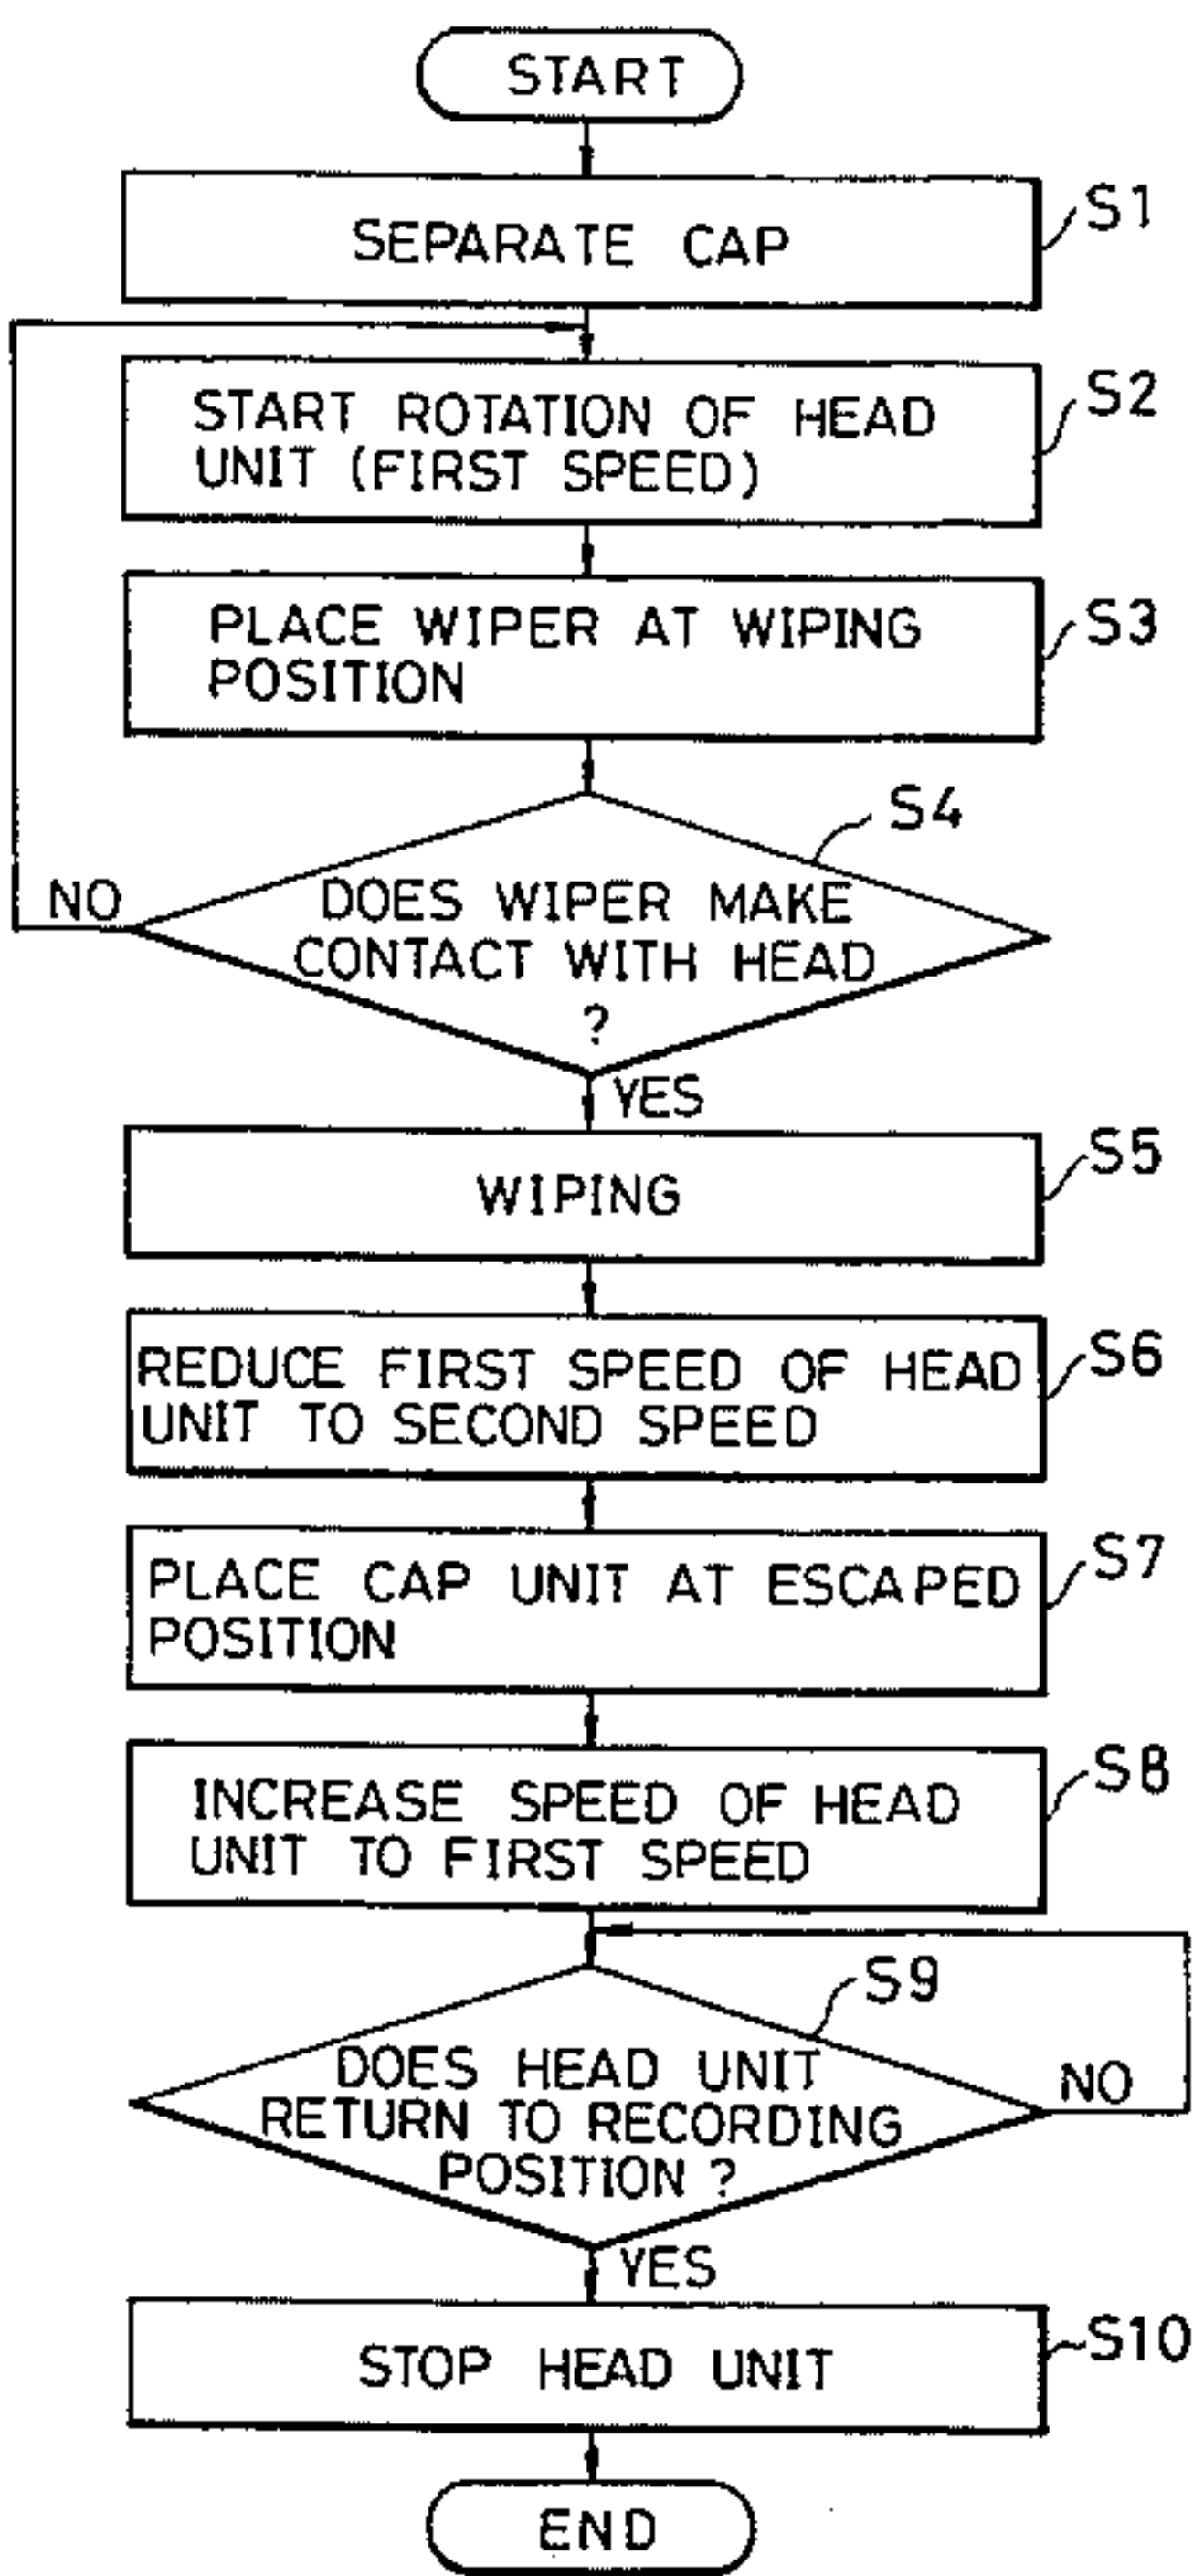 START
SEPARATE CAP
S1
START ROTATION OF HEAD
UNIT (FIRST SPEED)
S2
PLACE WIPER AT WIPING
POSITION
S3
S4
DOES WIPER MAKE
CONTACT WITH HEAD
?
NO
YES
WIPING
S5
REDUCE FIRST SPEED OF HEAD
UNIT TO SECOND SPEED
S6
PLACE CAP UNIT AT ESCAPED
POSITION
S7
INCREASE SPEED OF HEAD
UNIT TO FIRST SPEED
S8
S9
DOES HEAD UNIT
RETURN TO RECORDING
POSITION ?
NO
YES
STOP HEAD UNIT
S10
END